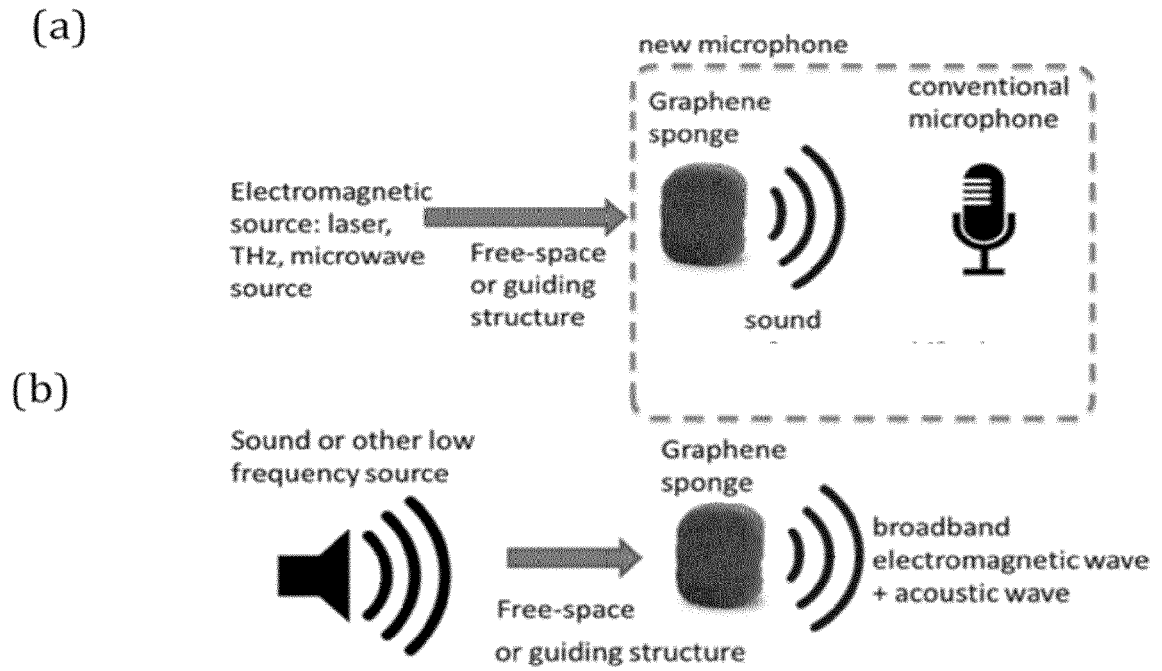 (a)
new microphone
Graphene
sponge
conventional
microphone
Electromagnetic
source: laser,
THz, microwave
source
Free-space
or guiding
structure
sound
(b)
Sound or other low
frequency source
Graphene
sponge
Free-space
or guiding structure
broadband
electromagnetic wave
+ acoustic wave